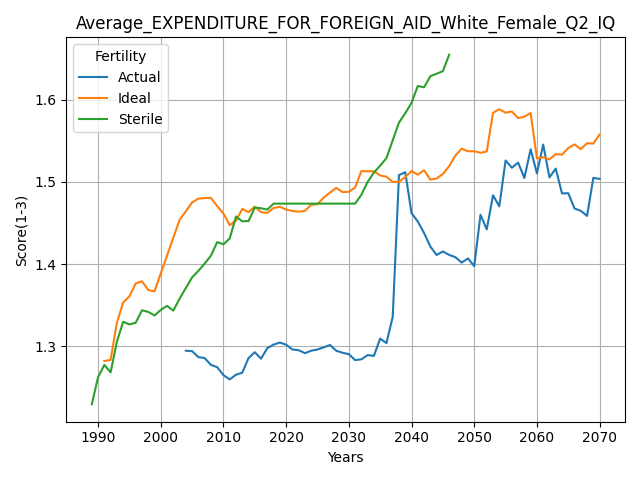 Average_EXPENDITURE_FOR_FOREIGN_AID_White_Female_Q2_IQ
Fertility
Actual
Ideal
Sterile
Score(1-3)
1.6
1.5
1.4
1.3
1990 2000 2010 2020 2030 2040 2050 2060 2070
Years